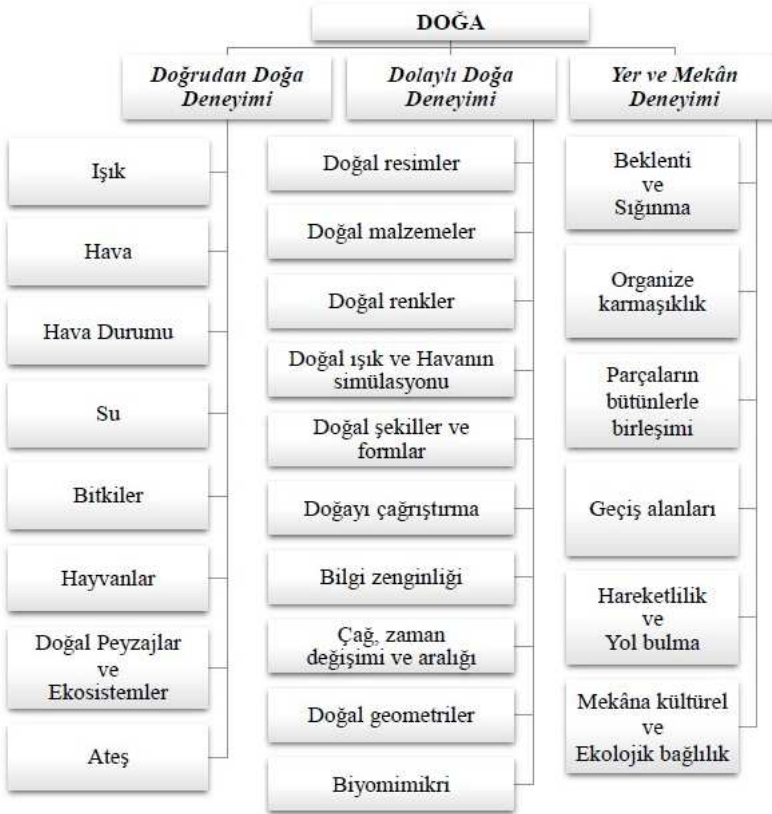 DOĞA
Doğrudan Doğa
Deneyimi
Işık
Hava
Hava Durumu
Su
Bitkiler
Hayvanlar
Doğal Peyzajlar
ve
Ekosistemler
Ateş
Dolaylı Doğa
Deneyimi
Doğal resimler
Doğal malzemeler
Doğal renkler
Doğal ışık ve Havanın
simülasyonu
Doğal şekiller ve
formlar
Doğayı çağrıştırma
Bilgi zenginliği
Çağ, zaman
değişimi ve aralığı
Doğal geometriler
Biyomimikri
Yer ve Mekân
Deneyimi
Beklenti
ve
Sığınma
Organize
karmaşıklık
Parçaların
bütünlerle
birleşimi
Geçiş alanları
Hareketlilik
ve
Yol bulma
Mekâna kültürel
ve
Ekolojik bağlılık